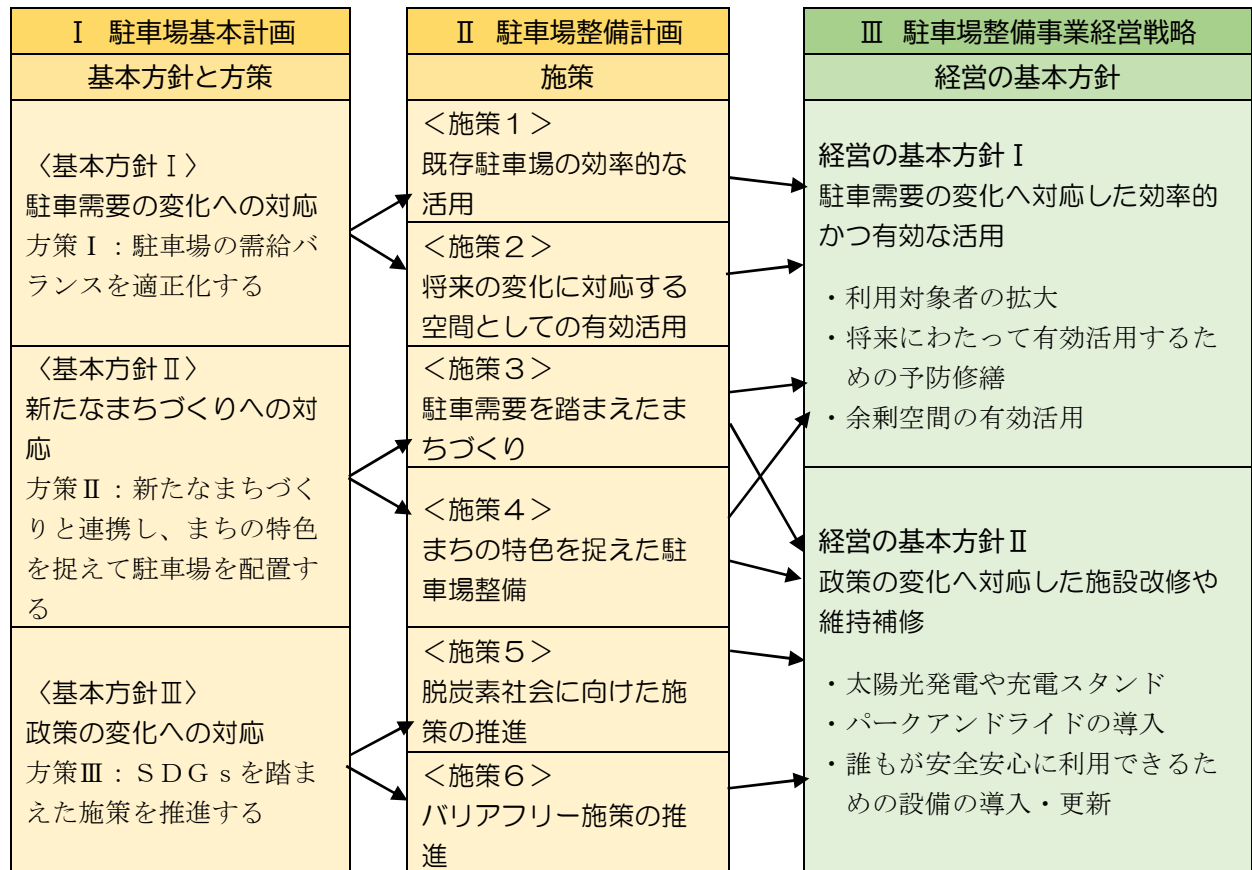 Ⅰ 駐車場基本計画
基本方針と方策
〈基本方針Ⅰ〉
駐車需要の変化への対応
方策Ⅰ：駐車場の需給バ
ランスを適正化する
〈基本方針Ⅱ〉
新たなまちづくりへの対
応
方策Ⅱ：新たなまちづく
りと連携し、まちの特色
を捉えて駐車場を配置す
る
〈基本方針Ⅲ〉
政策の変化への対応
方策Ⅲ：ＳＤＧｓを踏ま
えた施策を推進する
Ⅱ 駐車場整備計画
施策
＜施策１＞
既存駐車場の効率的な
活用
＜施策２＞
将来の変化に対応する
空間としての有効活用
＜施策３＞
駐車需要を踏まえたま
ちづくり
＜施策４＞
まちの特色を捉えた駐
車場整備
＜施策５＞
脱炭素社会に向けた施
策の推進
＜施策６＞
バリアフリー施策の推
進
Ⅲ 駐車場整備事業経営戦略
経営の基本方針
経営の基本方針Ⅰ
駐車需要の変化へ対応した効率的
かつ有効な活用
・利用対象者の拡大
・将来にわたって有効活用するた
めの予防修繕
・余剰空間の有効活用
経営の基本方針Ⅱ
政策の変化へ対応した施設改修や
維持補修
・太陽光発電や充電スタンド
・パークアンドライドの導入
・誰もが安全安心に利用できるた
めの設備の導入・更新